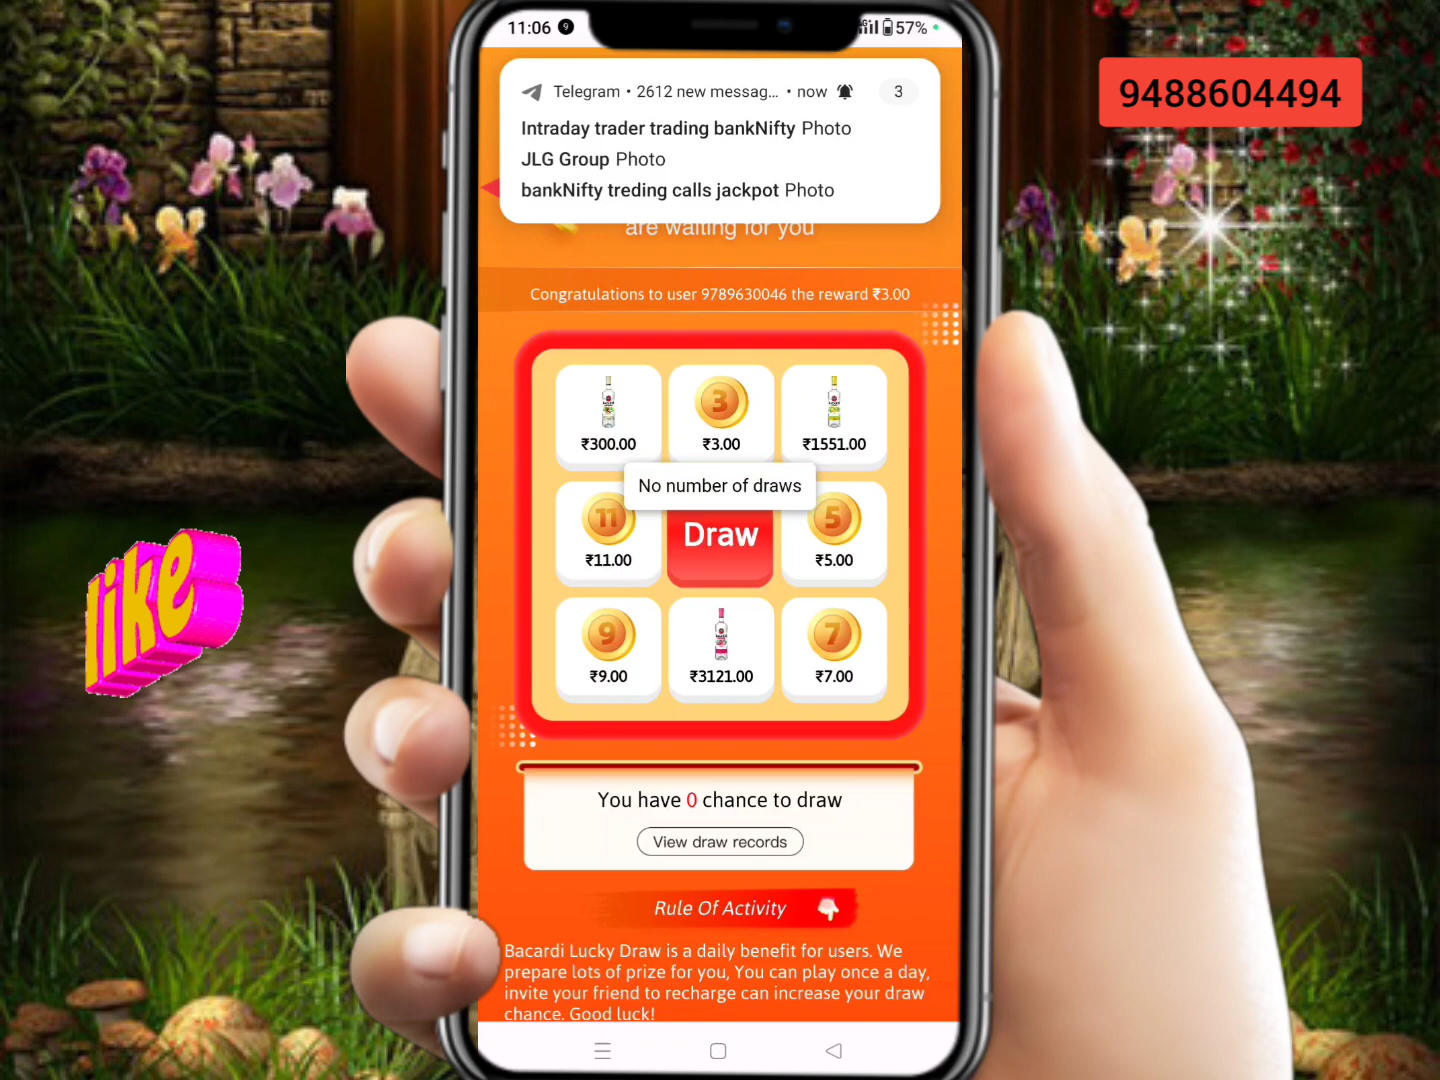 11:06 9
57%
9488604494
Telegram • 2612 new messag... • now 3
Intraday trader trading bankNifty Photo
JLG Group Photo
bankNifty treding calls jackpot Photo
are waiting for you
Congratulations to user 9789630046 the reward ₹3.00
3
₹300.00 ₹3.00 ₹1551.00
No number of draws
11 Draw 5
₹11.00 ₹5.00
like
9 7
₹9.00 ₹3121.00 ₹7.00
You have 0 chance to draw
View draw records
Rule Of Activity
Bacardi Lucky Draw is a daily benefit for users. We
prepare lots of prize for you, You can play once a day,
invite your friend to recharge can increase your draw
chance. Good luck!